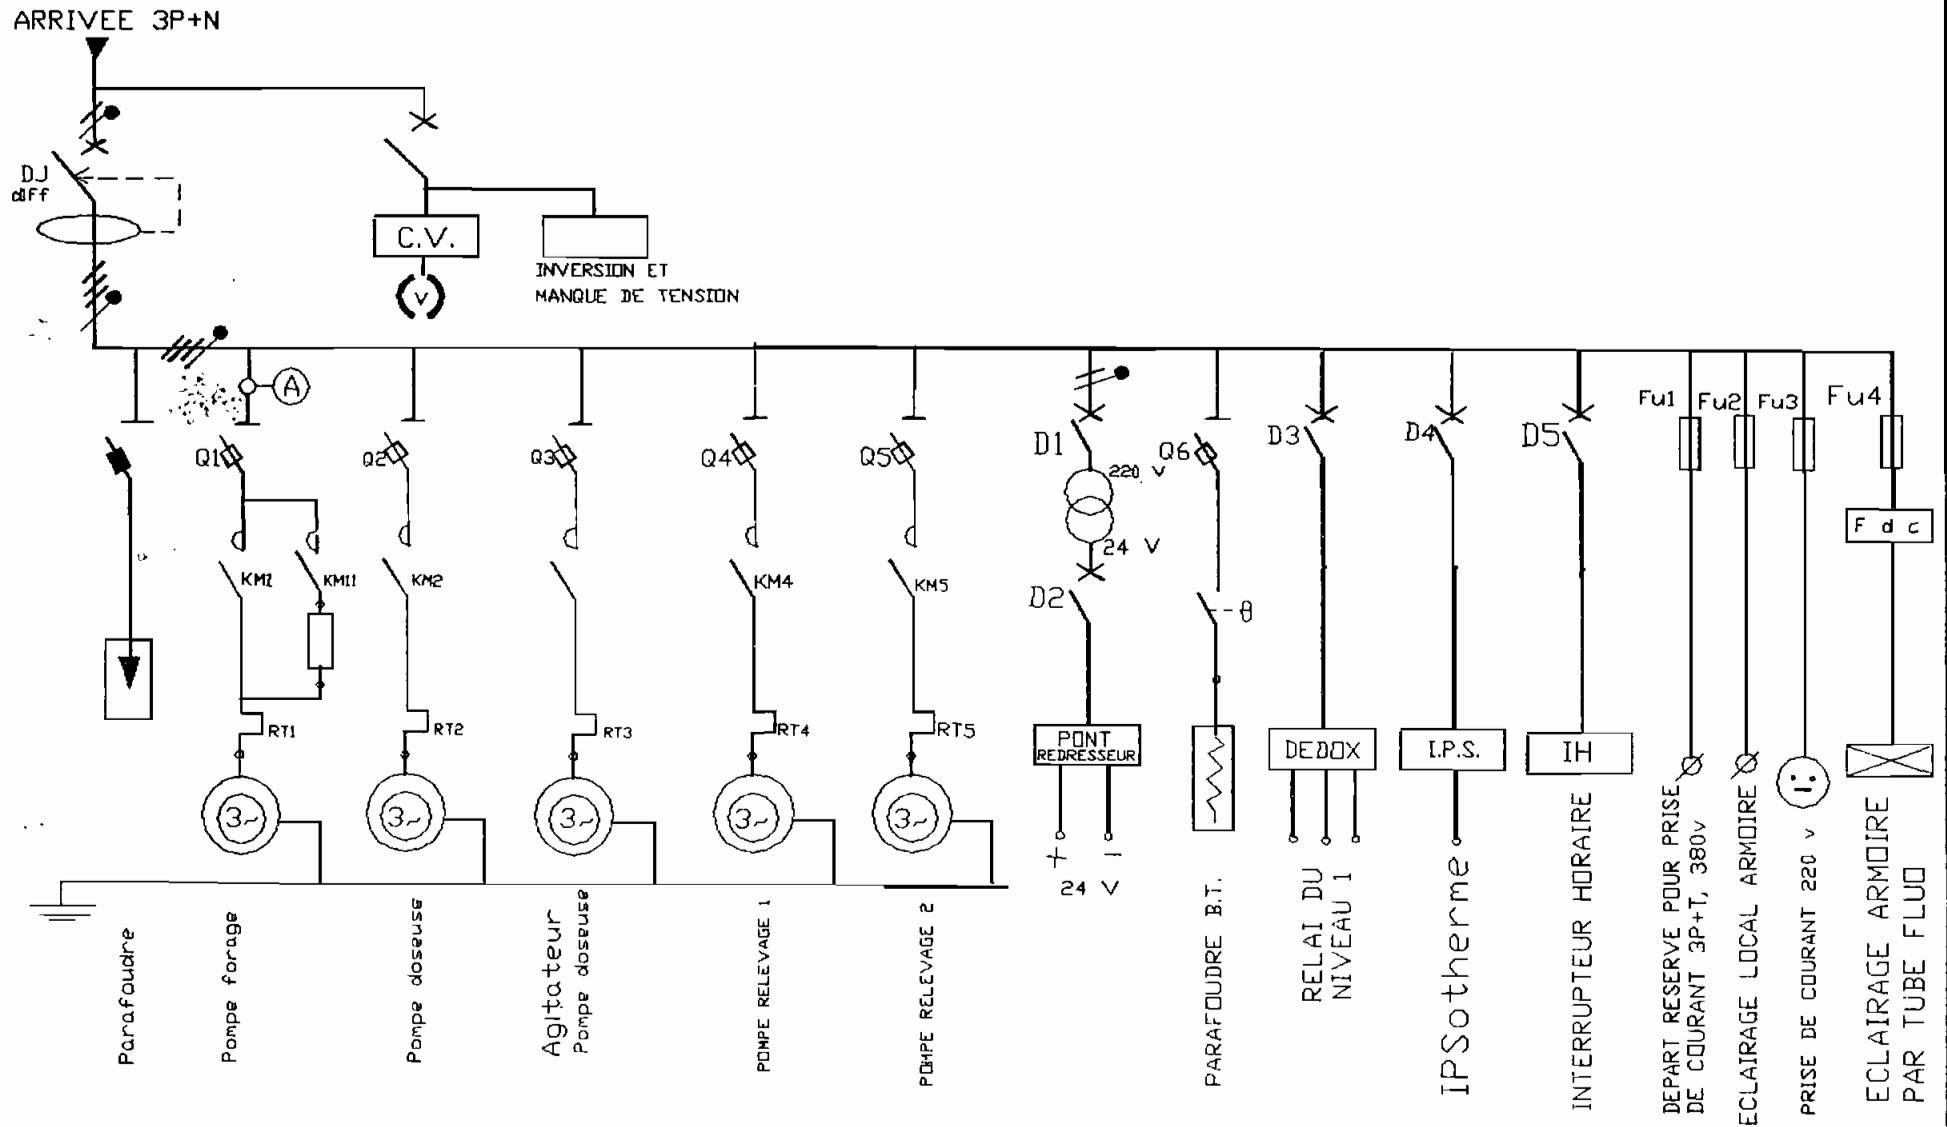 ARRIVEE 3P+N
DJ
diff
C.V.
V
INVERSION ET
MANQUE DE TENSION
A
Q1
Q2
Q3
Q4
Q5
D1
220 V
24 V
Q6
D3
D4
D5
Fu1
Fu2
Fu3
Fu4
F d c
KM1
KM11
KM2
KM4
KM5
D2
θ
RT1
RT2
RT3
RT4
RT5
PONT
REDRESSEUR
DEDOX
I.P.S.
IH
3~
3~
3~
3~
3~
+
-
24 V
Parafoudre
Pompe forage
Pompe doseuse
Agitateur
Pompe doseuse
POMPE RELEVAGE 1
POMPE RELEVAGE 2
PARAFOUDRE B.T.
RELAI DU
NIVEAU 1
IPSotherme
INTERRUPTEUR HORAIRE
DEPART RESERVE POUR PRISE
DE COURANT 3P+T, 380v
ECLAIRAGE LOCAL ARMOIRE
PRISE DE COURANT 220 v
ECLAIRAGE ARMOIRE
PAR TUBE FLUO